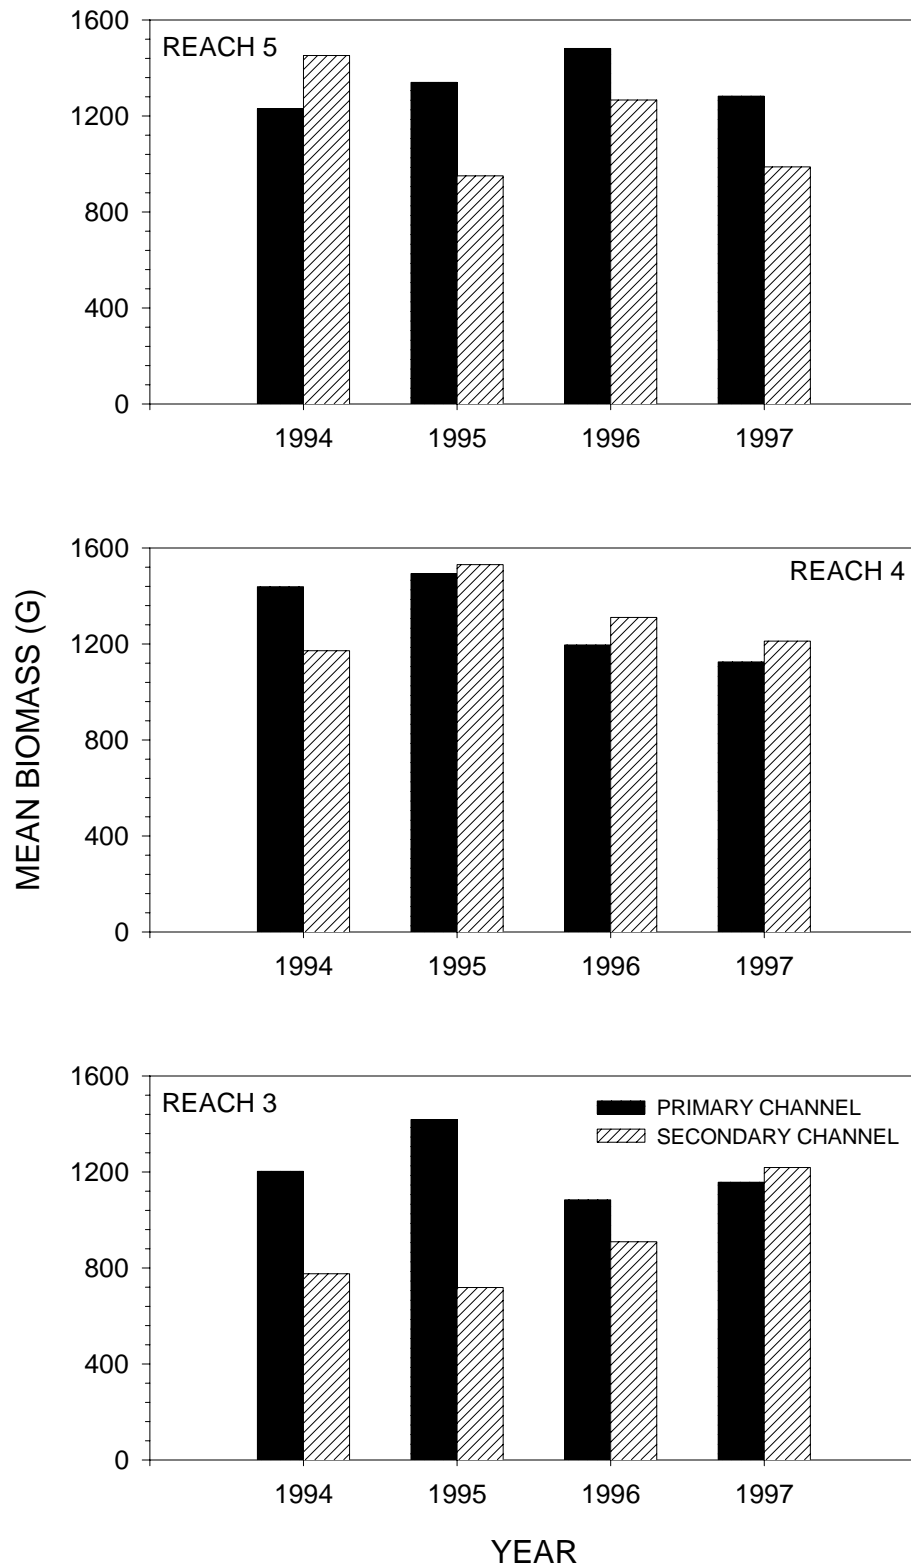 1600
REACH 5
1200
800
400
0
1994 1995 1996 1997
MEAN BIOMASS (G)
1600
REACH 4
1200
800
400
0
1994 1995 1996 1997
1600
REACH 3
PRIMARY CHANNEL
SECONDARY CHANNEL
1200
800
400
0
1994 1995 1996 1997
YEAR